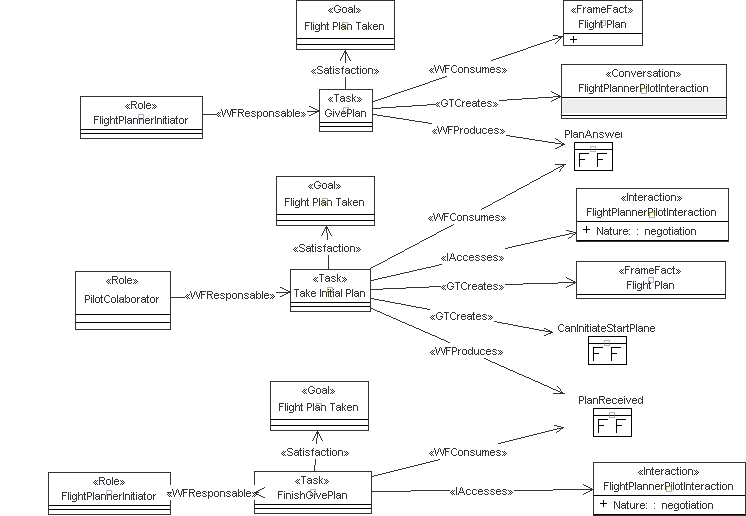 «Goal»
Flight Plan Taken
«FrameFact»
Flight Plan
+
«Satisfaction»
«WFConsumes»
«Conversation»
FlightPlannerPilotInteraction
«Role»
FlightPlannerInitiator
«WFResponsable»
«Task»
GivePlan
«GTCreates»
«WFProduces»
PlanAnswer
F F
«Goal»
Flight Plan Taken
«WFConsumes»
«Interaction»
FlightPlannerPilotInteraction
+ Nature: : negotiation
«Satisfaction»
«IAccesses»
«Role»
PilotColaborator
«WFResponsable»
«Task»
Take Initial Plan
«GTCreates»
«FrameFact»
Flight Plan
«GTCreates»
CanInitiateStartPlane
F F
«WFProduces»
«Goal»
Flight Plan Taken
PlanReceived
F F
«Satisfaction»
«WFConsumes»
«Role»
FlightPlannerInitiator
«WFResponsable»
«Task»
FinishGivePlan
«IAccesses»
«Interaction»
FlightPlannerPilotInteraction
+ Nature: : negotiation